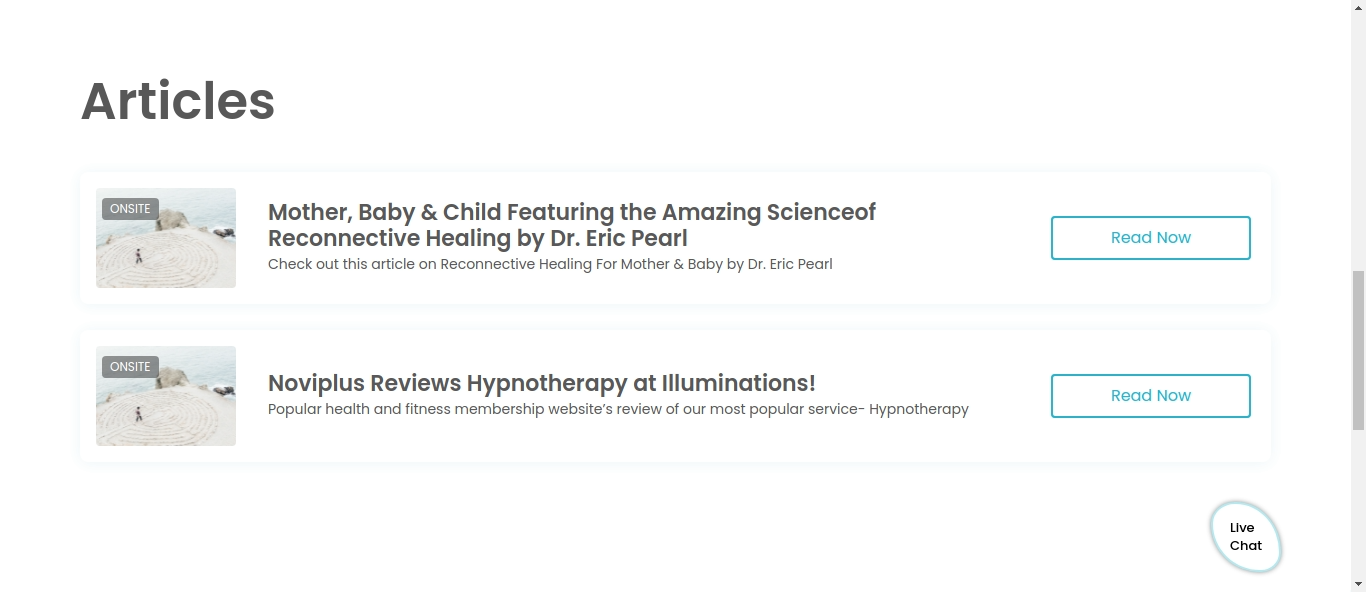 Articles
ONSITE
Mother, Baby & Child Featuring the Amazing Scienceof
Reconnective Healing by Dr. Eric Pearl
Check out this article on Reconnective Healing For Mother & Baby by Dr. Eric Pearl
Read Now
ONSITE
Noviplus Reviews Hypnotherapy at Illuminations!
Popular health and fitness membership website’s review of our most popular service- Hypnotherapy
Read Now
Live
Chat